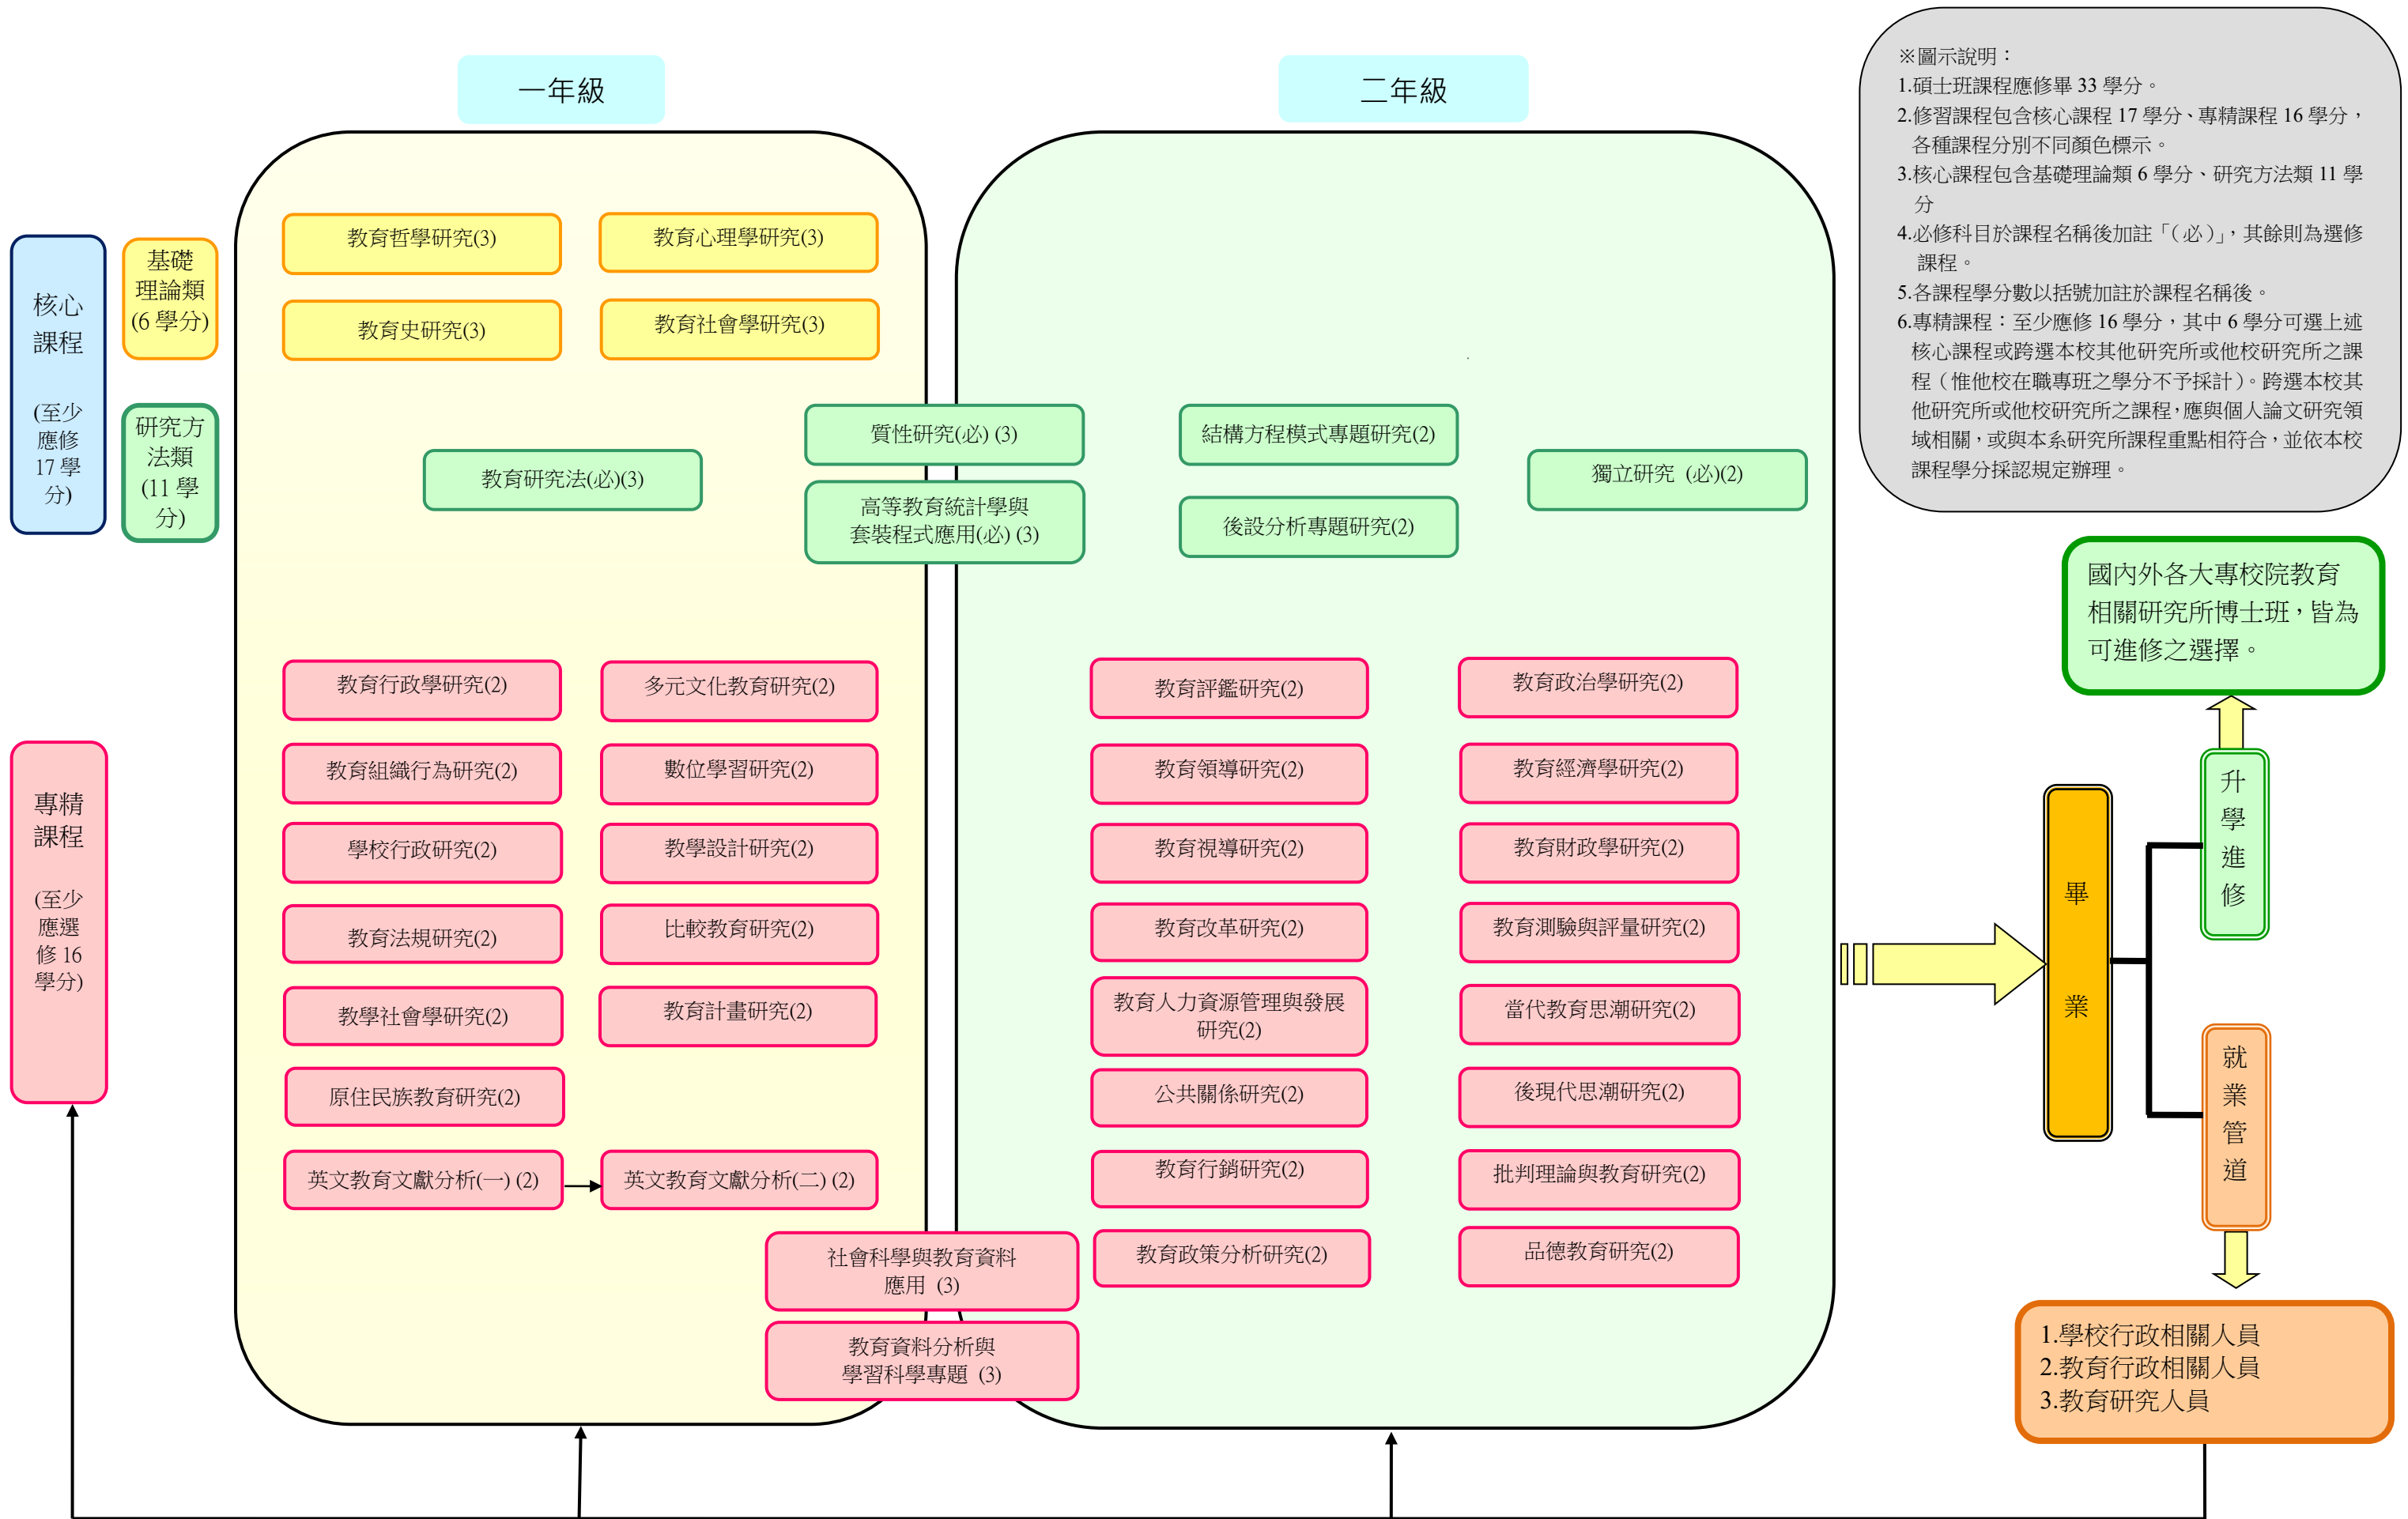 一年級
二年級
※圖示說明：
1.碩士班課程應修畢 33 學分。
2.修習課程包含核心課程 17 學分、專精課程 16 學分，
各種課程分別不同顏色標示。
3.核心課程包含基礎理論類 6 學分、研究方法類 11 學
分
4.必修科目於課程名稱後加註「（必）」，其餘則為選修
課程。
5.各課程學分數以括號加註於課程名稱後。
6.專精課程：至少應修 16 學分，其中 6 學分可選上述
核心課程或跨選本校其他研究所或他校研究所之課
程（惟他校在職專班之學分不予採計）。跨選本校其
他研究所或他校研究所之課程，應與個人論文研究領
域相關，或與本系研究所課程重點相符合，並依本校
課程學分採認規定辦理。
核心
課程
(至少
應修
17 學
分)
基礎
理論類
(6 學分)
教育哲學研究(3)
教育心理學研究(3)
教育史研究(3)
教育社會學研究(3)
研究方
法類
(11 學
分)
教育研究法(必)(3)
質性研究(必) (3)
高等教育統計學與
套裝程式應用(必) (3)
結構方程模式專題研究(2)
後設分析專題研究(2)
獨立研究 (必)(2)
專精
課程
(至少
應選
修 16
學分)
教育行政學研究(2)
多元文化教育研究(2)
教育評鑑研究(2)
教育政治學研究(2)
教育組織行為研究(2)
數位學習研究(2)
教育領導研究(2)
教育經濟學研究(2)
學校行政研究(2)
教學設計研究(2)
教育視導研究(2)
教育財政學研究(2)
教育法規研究(2)
比較教育研究(2)
教育改革研究(2)
教育測驗與評量研究(2)
教學社會學研究(2)
教育計畫研究(2)
教育人力資源管理與發展
研究(2)
當代教育思潮研究(2)
原住民族教育研究(2)
公共關係研究(2)
後現代思潮研究(2)
英文教育文獻分析(一) (2)
英文教育文獻分析(二) (2)
教育行銷研究(2)
批判理論與教育研究(2)
社會科學與教育資料
應用 (3)
教育政策分析研究(2)
品德教育研究(2)
教育資料分析與
學習科學專題 (3)
畢
業
升
學
進
修
國內外各大專校院教育
相關研究所博士班，皆為
可進修之選擇。
就
業
管
道
1.學校行政相關人員
2.教育行政相關人員
3.教育研究人員